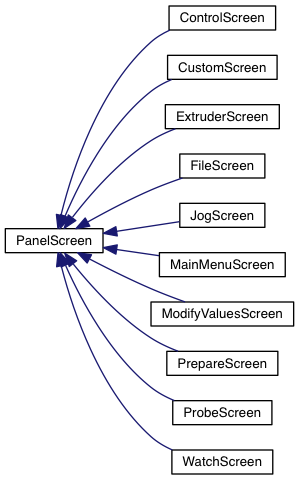 ControlScreen
CustomScreen
ExtruderScreen
FileScreen
JogScreen
PanelScreen
MainMenuScreen
ModifyValuesScreen
PrepareScreen
ProbeScreen
WatchScreen